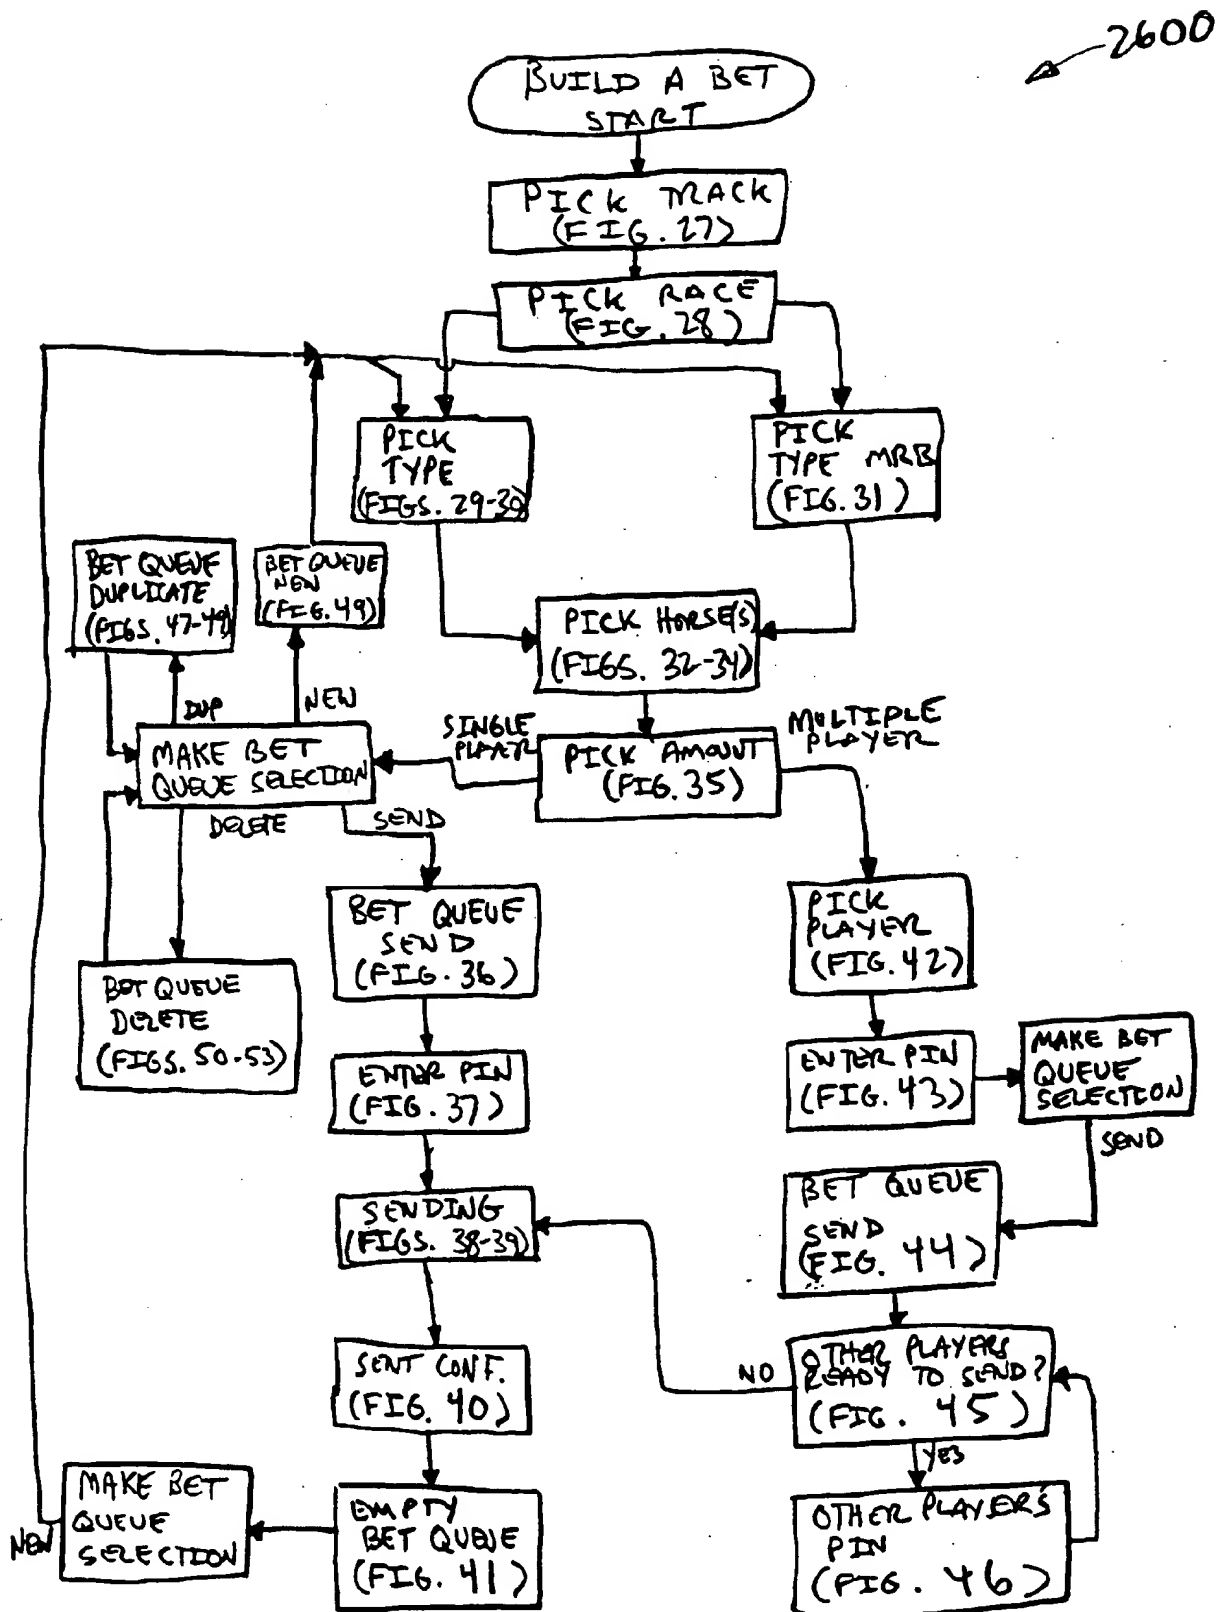 2600
BUILD A BET
START
PICK TRACK
(FIG. 27)
PICK RACE
(FIG. 28)
PICK
TYPE
(FIGS. 29-30)
PICK
TYPE MRB
(FIG. 31)
BET QUEUE
DUPLICATE
(FIGS. 47-49)
BET QUEUE
NEW
(FIG. 49)
PICK HORSE(S)
(FIGS. 32-34)
DUP
NEW
SINGLE
PLAYER
MULTIPLE
PLAYER
MAKE BET
QUEUE SELECTION
PICK AMOUNT
(FIG. 35)
DELETE
SEND
BET QUEUE
SEND
(FIG. 36)
PICK
PLAYER
(FIG. 42)
BET QUEUE
DELETE
(FIGS. 50-53)
ENTER PIN
(FIG. 37)
ENTER PIN
(FIG. 43)
MAKE BET
QUEUE
SELECTION
SEND
SENDING
(FIGS. 38-39)
BET QUEUE
SEND
(FIG. 44)
SENT CONF.
(FIG. 40)
NO
OTHER PLAYERS
READY TO SEND?
(FIG. 45)
YES
MAKE BET
QUEUE
SELECTION
NEW
EMPTY
BET QUEUE
(FIG. 41)
OTHER PLAYER'S
PIN
(FIG. 46)